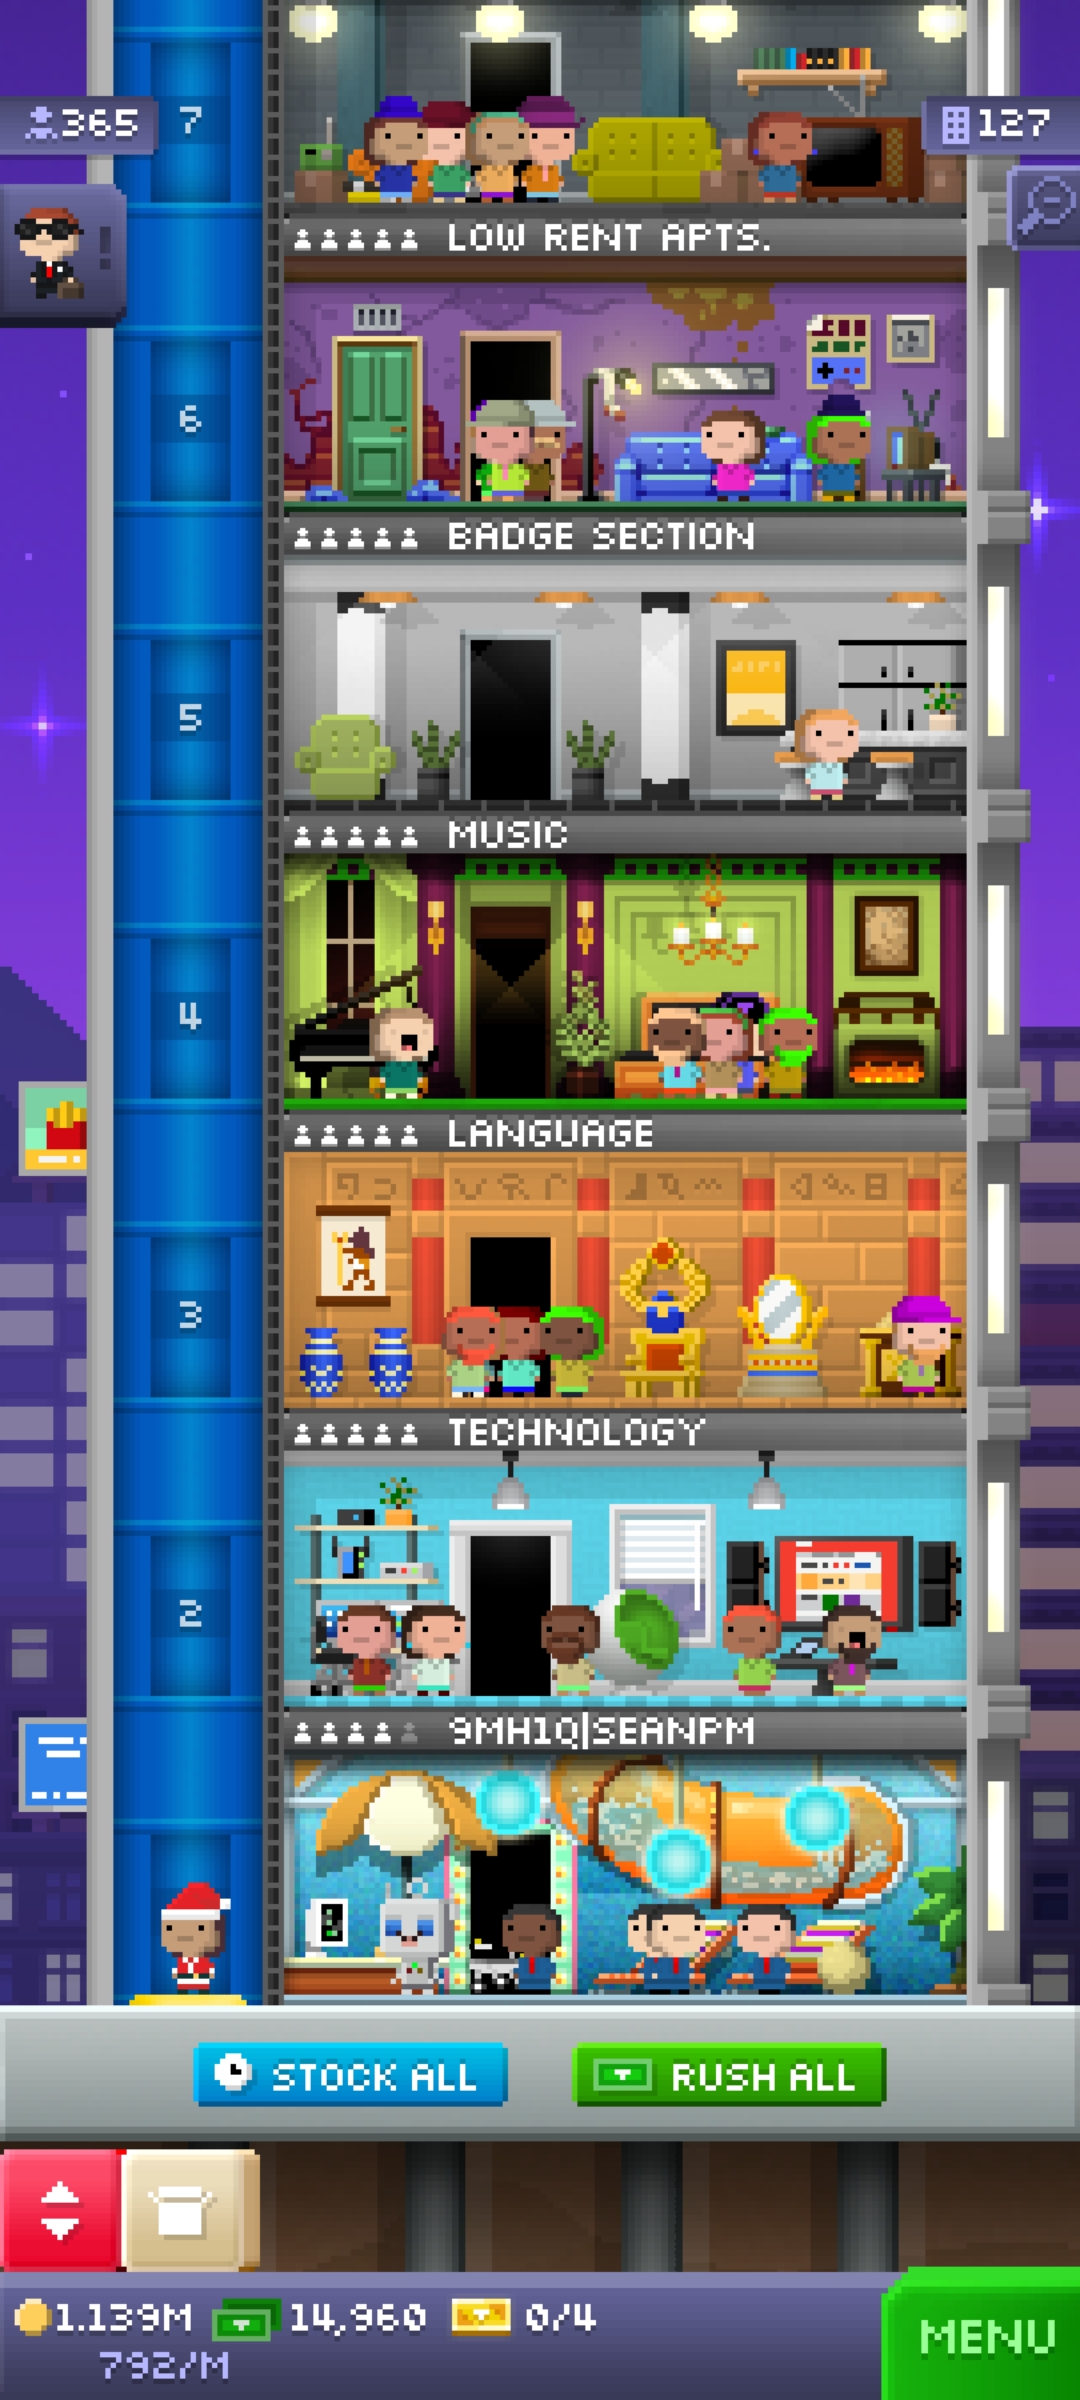 7
365
127
LOW RENT APTS.
6
BADGE SECTION
5
MUSIC
4
LANGUAGE
3
TECHNOLOGY
2
9MH1Q|SEANPM
STOCK ALL
RUSH ALL
1.139M 14,960 0/4
792/M
MENU